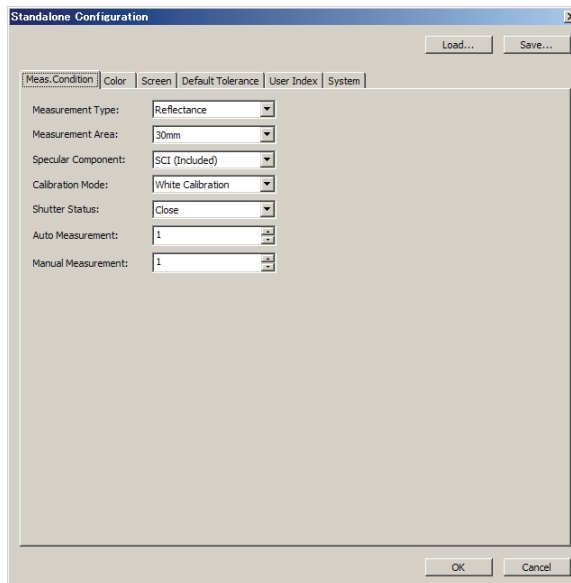 Standalone Configuration
Load... Save...
Meas.Condition Color Screen Default Tolerance User Index System
Measurement Type: Reflectance
Measurement Area: 30mm
Specular Component: SCI (Included)
Calibration Mode: White Calibration
Shutter Status: Close
Auto Measurement: 1
Manual Measurement: 1
OK Cancel